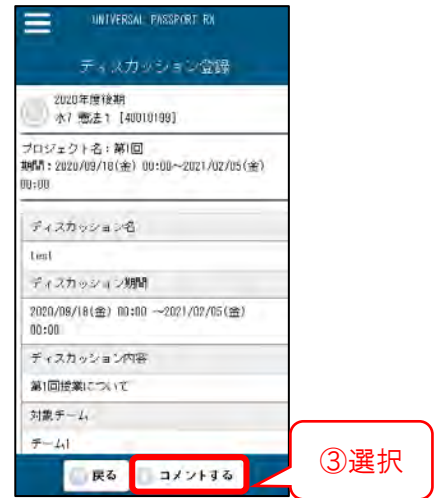 UNIVERSAL PASSPORT RX
ディスカッション登録
2020年度後期
水7 憲法1 [40010199]
プロジェクト名：第1回
期間：2020/09/18(金) 00:00～2021/02/05(金)
00:00
ディスカッション名
test
ディスカッション期間
2020/09/18(金) 00:00 ～2021/02/05(金)
00:00
ディスカッション内容
第1回授業について
対象チーム
チーム1
戻る
コメントする
③選択